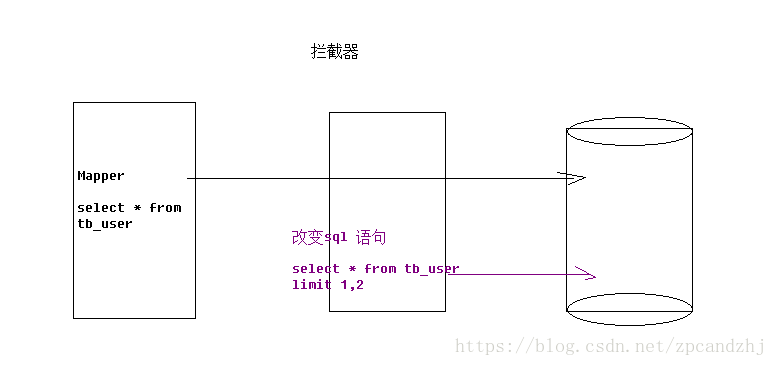 拦截器
Mapper
select * from
tb_user
改变sql 语句
select * from tb_user
limit 1,2
https://blog.csdn.net/zpcandzhj